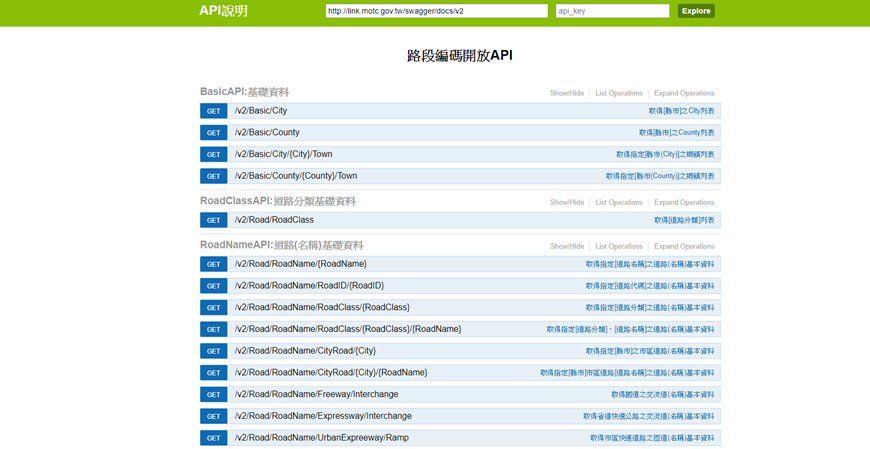 API說明 http://link.motc.gov.tw/swagger/docs/v2 api_key Explore
路段編碼開放API
BasicAPI:基礎資料 Show/Hide List Operations Expand Operations
GET /v2/Basic/City 取得[縣市]之City列表
GET /v2/Basic/County 取得[縣市]之County列表
GET /v2/Basic/City/{City}/Town 取得指定[縣市(City)]之鄉鎮列表
GET /v2/Basic/County/{County}/Town 取得指定[縣市(County)]之鄉鎮列表
RoadClassAPI:道路分類基礎資料 Show/Hide List Operations Expand Operations
GET /v2/Road/RoadClass 取得[道路分類]列表
RoadNameAPI:道路(名稱)基礎資料 Show/Hide List Operations Expand Operations
GET /v2/Road/RoadName/{RoadName} 取得指定[道路名稱]之道路(名稱)基本資料
GET /v2/Road/RoadName/RoadID/{RoadID} 取得指定[道路代碼]之道路(名稱)基本資料
GET /v2/Road/RoadName/RoadClass/{RoadClass} 取得指定[道路分類]之道路(名稱)基本資料
GET /v2/Road/RoadName/RoadClass/{RoadClass}/{RoadName} 取得指定[道路分類]、[道路名稱]之道路(名稱)基本資料
GET /v2/Road/RoadName/CityRoad/{City} 取得指定[縣市]之市區道路(名稱)基本資料
GET /v2/Road/RoadName/CityRoad/{City}/{RoadName} 取得指定[縣市]市區道路[道路名稱]之道路(名稱)基本資料
GET /v2/Road/RoadName/Freeway/Interchange 取得國道之交流道(名稱)基本資料
GET /v2/Road/RoadName/Expressway/Interchange 取得省道快速公路之交流道(名稱)基本資料
GET /v2/Road/RoadName/UrbanExpreeway/Ramp 取得市區快速道路之匝道(名稱)基本資料